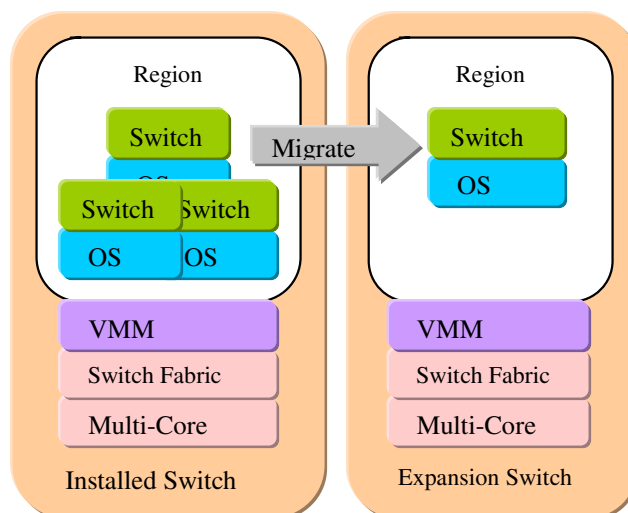 Region
Switch
OS
Switch
Switch
OS
OS
VMM
Switch Fabric
Multi-Core
Installed Switch
Migrate
Region
Switch
OS
VMM
Switch Fabric
Multi-Core
Expansion Switch